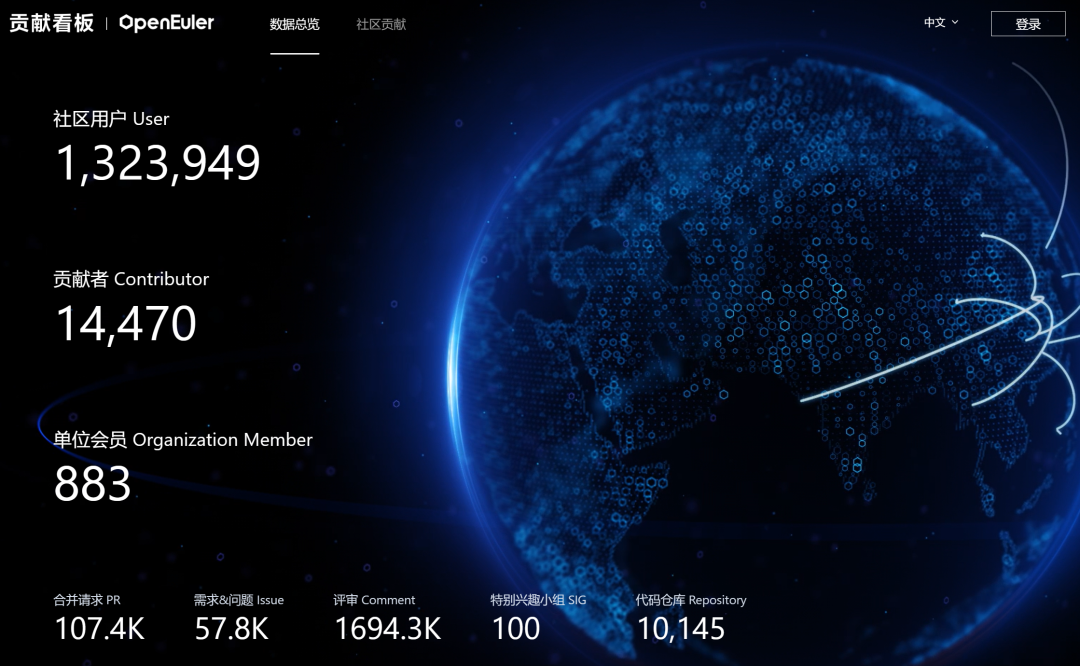 贡献看板 | OpenEuler 数据总览 社区贡献 中文 登录
社区用户 User
1,323,949
贡献者 Contributor
14,470
单位会员 Organization Member
883
合并请求 PR 需求&问题 Issue 评审 Comment 特别兴趣小组 SIG 代码仓库 Repository
107.4K 57.8K 1694.3K 100 10,145